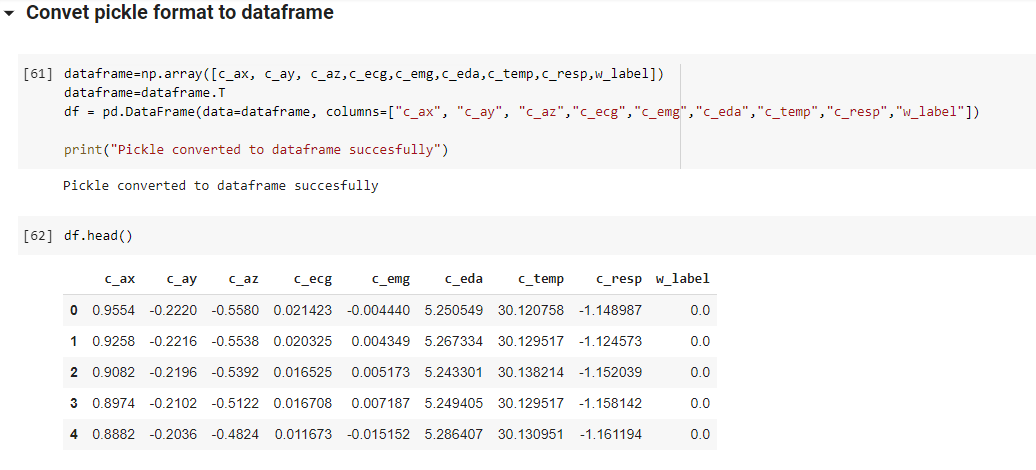 Convet pickle format to dataframe
[61] dataframe=np.array([c_ax, c_ay, c_az,c_ecg,c_emg,c_eda,c_temp,c_resp,w_label])
dataframe=dataframe.T
df = pd.DataFrame(data=dataframe, columns=["c_ax", "c_ay", "c_az","c_ecg","c_emg","c_eda","c_temp","c_resp","w_label"])
print("Pickle converted to dataframe succesfully")
Pickle converted to dataframe succesfully
[62] df.head()
c_ax c_ay c_az c_ecg c_emg c_eda c_temp c_resp w_label
0 0.9554 -0.2220 -0.5580 0.021423 -0.004440 5.250549 30.120758 -1.148987 0.0
1 0.9258 -0.2216 -0.5538 0.020325 0.004349 5.267334 30.129517 -1.124573 0.0
2 0.9082 -0.2196 -0.5392 0.016525 0.005173 5.243301 30.138214 -1.152039 0.0
3 0.8974 -0.2102 -0.5122 0.016708 0.007187 5.249405 30.129517 -1.158142 0.0
4 0.8882 -0.2036 -0.4824 0.011673 -0.015152 5.286407 30.130951 -1.161194 0.0